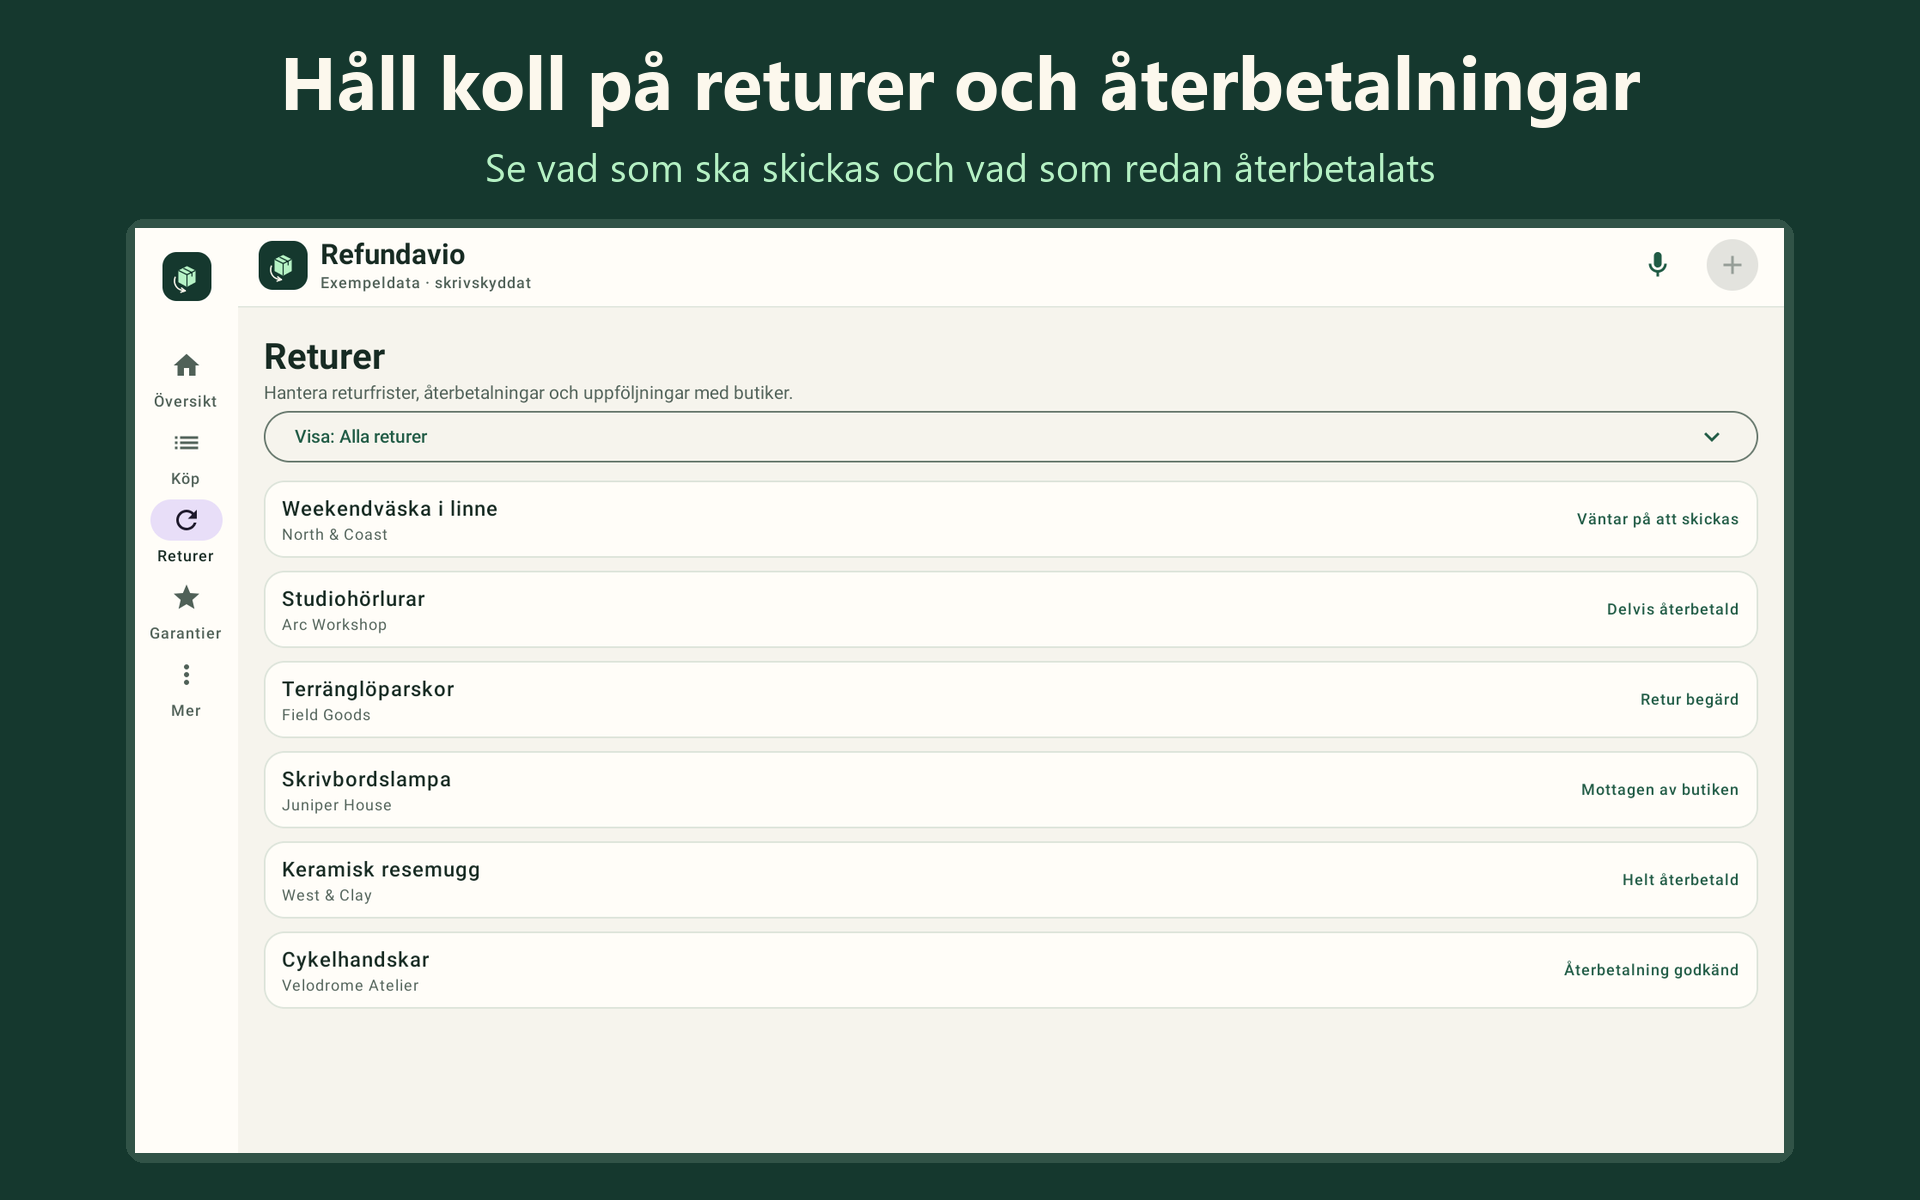 Håll koll på returer och återbetalningar
Se vad som ska skickas och vad som redan återbetalats
Refundavio
Exempeldata · skrivskyddat
Översikt
Köp
Returer
Garantier
Mer
Returer
Hantera returfrister, återbetalningar och uppföljningar med butiker.
Visa: Alla returer
Weekendväska i linne
North & Coast
Väntar på att skickas
Studiohörlurar
Arc Workshop
Delvis återbetald
Terränglöparskor
Field Goods
Retur begärd
Skrivbordslampa
Juniper House
Mottagen av butiken
Keramisk resemugg
West & Clay
Helt återbetald
Cykelhandskar
Velodrome Atelier
Återbetalning godkänd